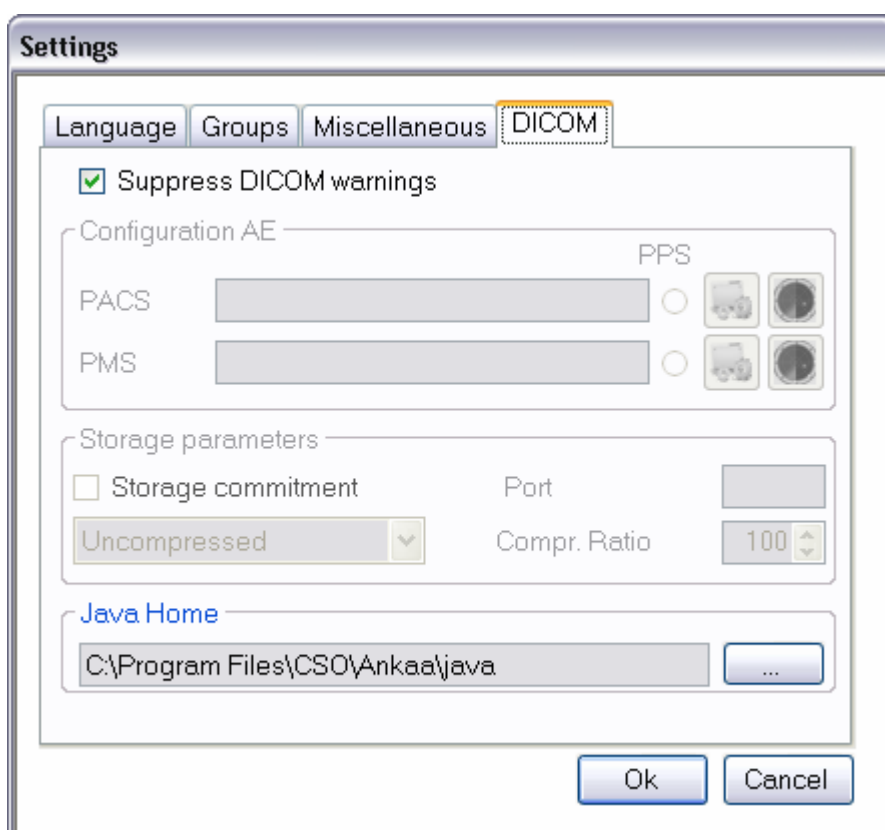 Settings
Language Groups Miscellaneous DICOM
Suppress DICOM warnings
Configuration AE
PPS
PACS
PMS
Storage parameters
Storage commitment Port
Uncompressed Compr. Ratio 100
Java Home
C:\Program Files\CSO\Ankaa\java ...
Ok Cancel